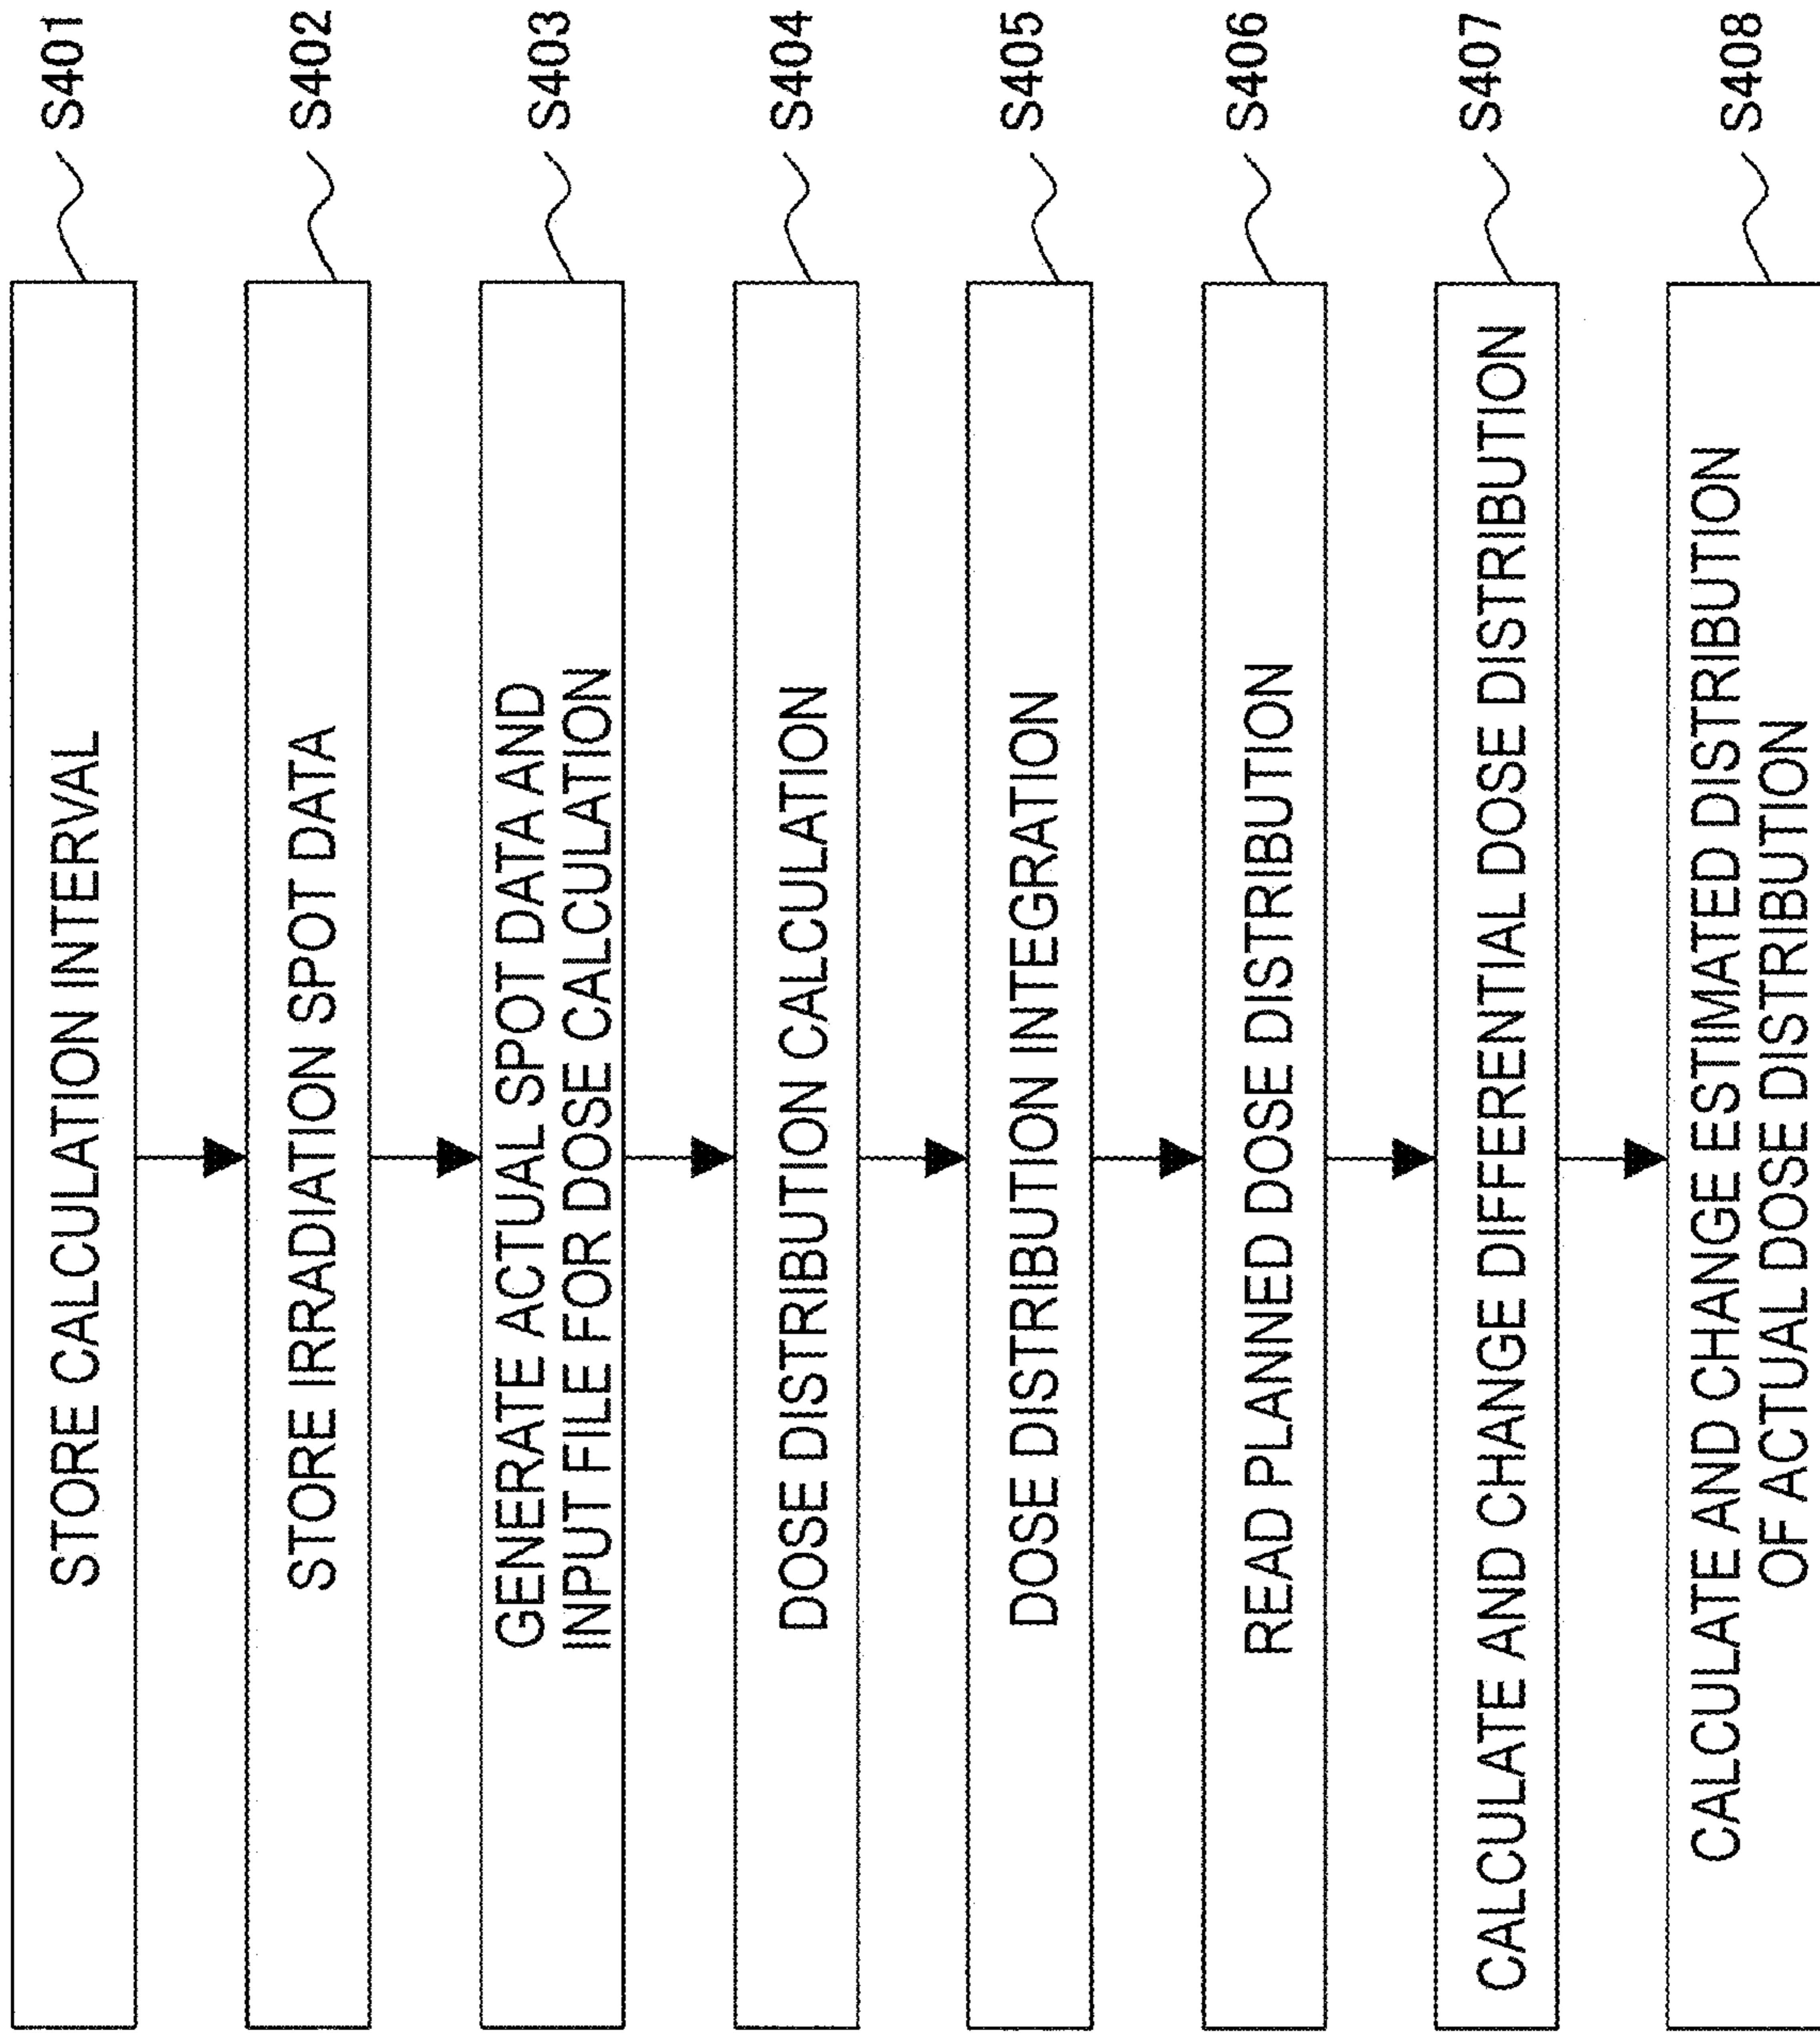 STORE CALCULATION INTERVAL
S401
STORE IRRADIATION SPOT DATA
S402
GENERATE ACTUAL SPOT DATA AND
INPUT FILE FOR DOSE CALCULATION
S403
DOSE DISTRIBUTION CALCULATION
S404
DOSE DISTRIBUTION INTEGRATION
S405
READ PLANNED DOSE DISTRIBUTION
S406
CALCULATE AND CHANGE DIFFERENTIAL DOSE DISTRIBUTION
S407
CALCULATE AND CHANGE ESTIMATED DISTRIBUTION
OF ACTUAL DOSE DISTRIBUTION
S408